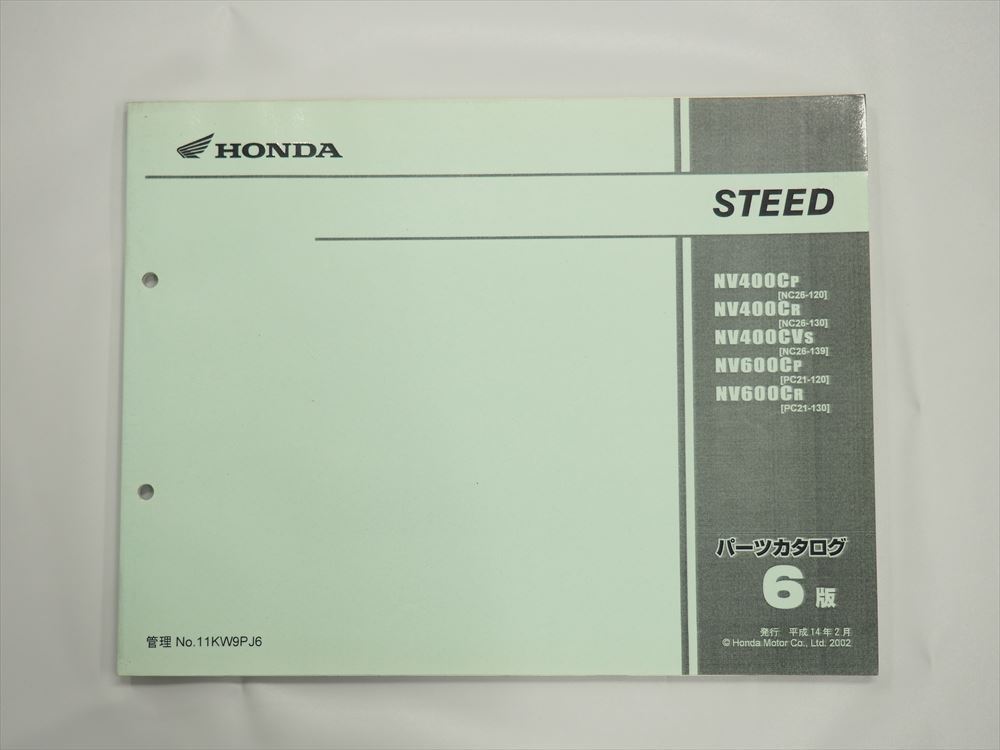 HONDA
STEED
NV400CP
[NC26-120]
NV400CR
[NC26-130]
NV400CVS
[NC26-139]
NV600CP
[PC21-120]
NV600CR
[PC21-130]
パーツカタログ
6版
発行 平成14年2月
© Honda Motor Co., Ltd. 2002
管理 No.11KW9PJ6